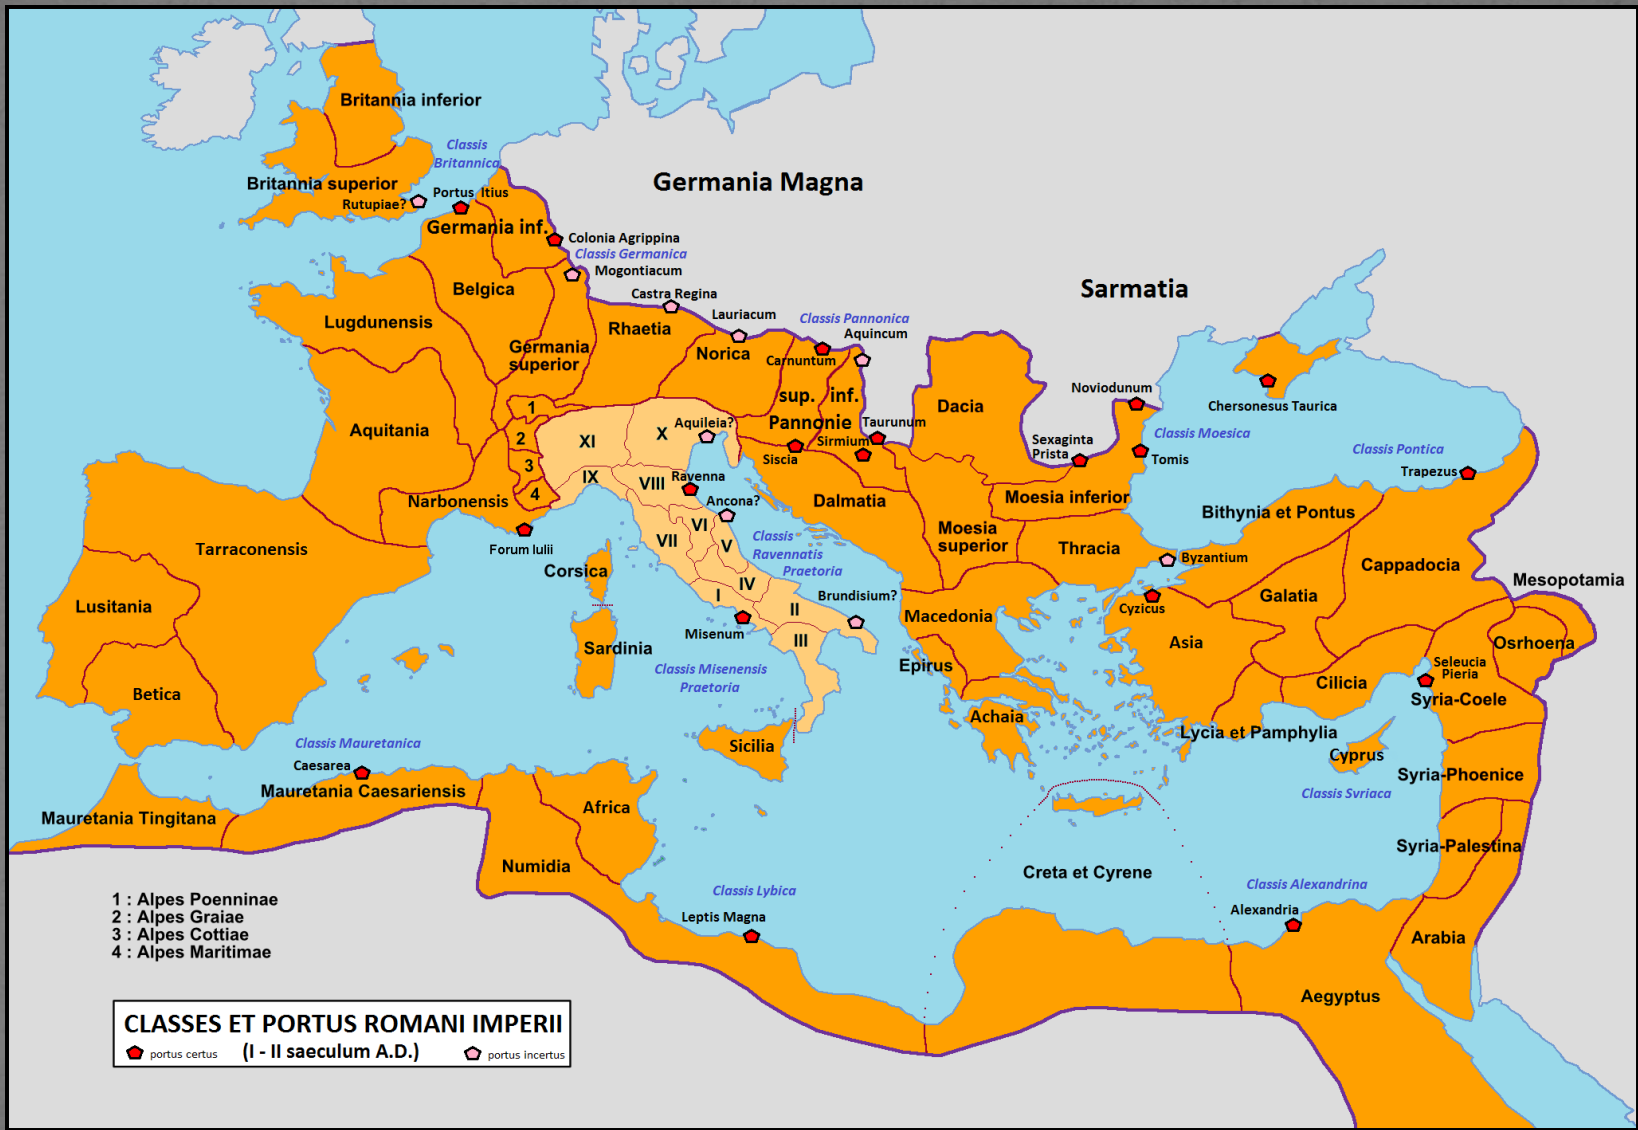 Britannia inferior
Classis
Britannica
Britannia superior
Rutupiae?
Portus Itius
Germania Magna
Germania inf.
Colonia Agrippina
Classis Germanica
Mogontiacum
Belgica
Castra Regina
Sarmatia
Lugdunensis
Rhaetia
Lauriacum
Classis Pannonica
Aquincum
Germania
superior
Norica
Carnuntum
sup.
inf.
Pannonie
Dacia
Noviodunum
Chersonesus Taurica
1
2
3
4
Aquitania
XI
X
Aquileia?
Taurunum
Sirmium
Siscia
Sexaginta
Prista
Classis Moesica
Tomis
Classis Pontica
Trapezus
IX
VIII
Ravenna
Narbonensis
Ancona?
Dalmatia
Moesia inferior
Bithynia et Pontus
Forum Iulii
VI
VII
V
Classis
Ravennatis
Praetoria
Moesia
superior
Thracia
Byzantium
Cappadocia
Tarraconensis
Corsica
IV
I
II
III
Brundisium?
Mesopotamia
Galatia
Lusitania
Macedonia
Cyzicus
Misenum
Sardinia
Asia
Osrhoena
Epirus
Classis Misenensis
Praetoria
Seleucia
Pieria
Cilicia
Syria-Coele
Betica
Achaia
Lycia et Pamphylia
Classis Mauretanica
Sicilia
Cyprus
Caesarea
Mauretania Caesariensis
Syria-Phoenice
Classis Svriaca
Africa
Mauretania Tingitana
Syria-Palestina
Numidia
Creta et Cyrene
Classis Lybica
Classis Alexandrina
Leptis Magna
Alexandria
Arabia
Aegyptus
1 : Alpes Poenninae
2 : Alpes Graiae
3 : Alpes Cottiae
4 : Alpes Maritimae
CLASSES ET PORTUS ROMANI IMPERII
portus certus (I - II saeculum A.D.) portus incertus